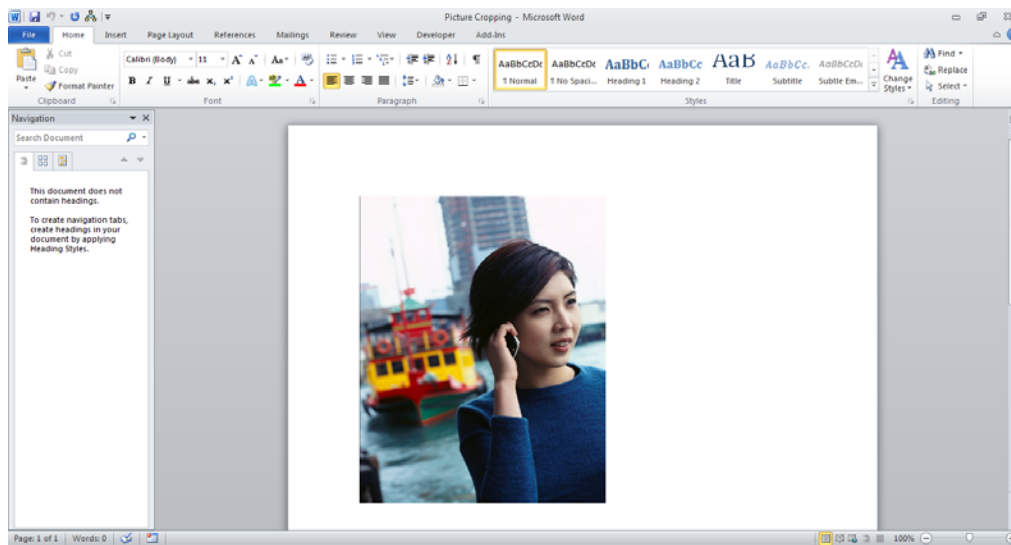 Picture Cropping - Microsoft Word
File Home Insert Page Layout References Mailings Review View Developer Add-Ins
Paste
Cut
Copy
Format Painter
Clipboard
Calibri (Body) 11
Font
Paragraph
AaBbCcDc AaBbCcDc AaBbC AaBbCc AaB AaBbCc. AaBbCcDc
¶ Normal ¶ No Spaci... Heading 1 Heading 2 Title Subtitle Subtle Em...
Change
Styles
Styles
Find
Replace
Select
Editing
Navigation
Search Document
This document does not
contain headings.
To create navigation tabs,
create headings in your
document by applying
Heading Styles.
Page: 1 of 1 Words: 0 100%